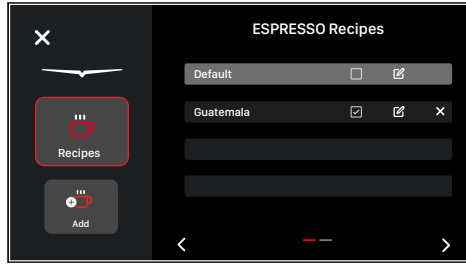 ESPRESSO Recipes
Default
Guatemala
Recipes
Add